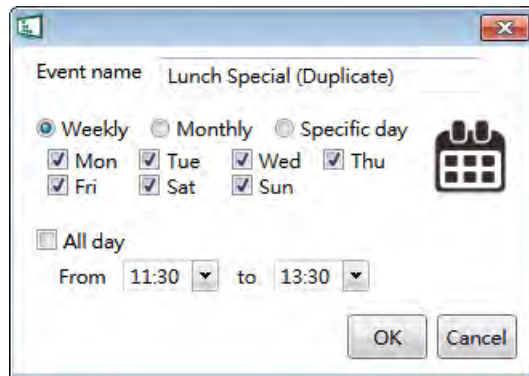 Event name Lunch Special (Duplicate)
Weekly Monthly Specific day
Mon Tue Wed Thu
Fri Sat Sun
All day
From 11:30 to 13:30
OK Cancel